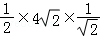 1/2 × 4√2 × 1/√2